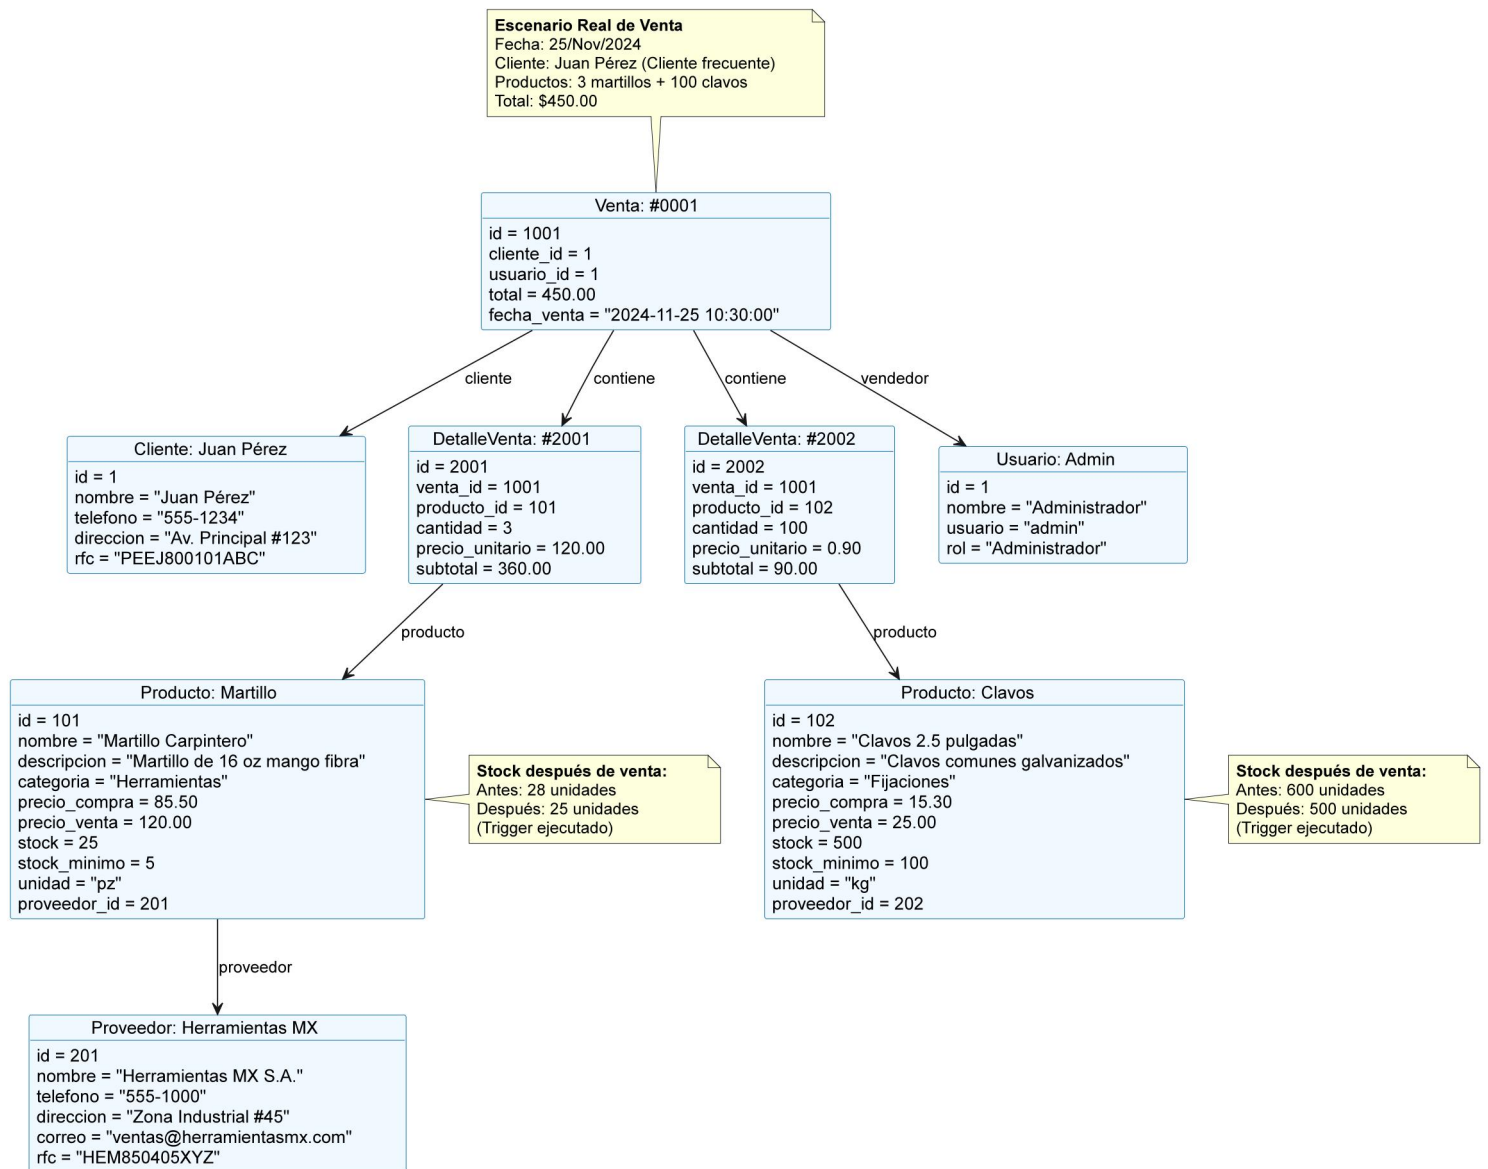 Escenario Real de Venta
Fecha: 25/Nov/2024
Cliente: Juan Pérez (Cliente frecuente)
Productos: 3 martillos + 100 clavos
Total: $450.00
Venta: #0001
id = 1001
cliente_id = 1
usuario_id = 1
total = 450.00
fecha_venta = "2024-11-25 10:30:00"
cliente
contiene
contiene
vendedor
Cliente: Juan Pérez
id = 1
nombre = "Juan Pérez"
telefono = "555-1234"
direccion = "Av. Principal #123"
rfc = "PEEJ800101ABC"
DetalleVenta: #2001
id = 2001
venta_id = 1001
producto_id = 101
cantidad = 3
precio_unitario = 120.00
subtotal = 360.00
DetalleVenta: #2002
id = 2002
venta_id = 1001
producto_id = 102
cantidad = 100
precio_unitario = 0.90
subtotal = 90.00
Usuario: Admin
id = 1
nombre = "Administrador"
usuario = "admin"
rol = "Administrador"
producto
producto
Producto: Martillo
id = 101
nombre = "Martillo Carpintero"
descripcion = "Martillo de 16 oz mango fibra"
categoria = "Herramientas"
precio_compra = 85.50
precio_venta = 120.00
stock = 25
stock_minimo = 5
unidad = "pz"
proveedor_id = 201
Stock después de venta:
Antes: 28 unidades
Después: 25 unidades
(Trigger ejecutado)
Producto: Clavos
id = 102
nombre = "Clavos 2.5 pulgadas"
descripcion = "Clavos comunes galvanizados"
categoria = "Fijaciones"
precio_compra = 15.30
precio_venta = 25.00
stock = 500
stock_minimo = 100
unidad = "kg"
proveedor_id = 202
Stock después de venta:
Antes: 600 unidades
Después: 500 unidades
(Trigger ejecutado)
proveedor
Proveedor: Herramientas MX
id = 201
nombre = "Herramientas MX S.A."
telefono = "555-1000"
direccion = "Zona Industrial #45"
correo = "ventas@herramientasmx.com"
rfc = "HEM850405XYZ"